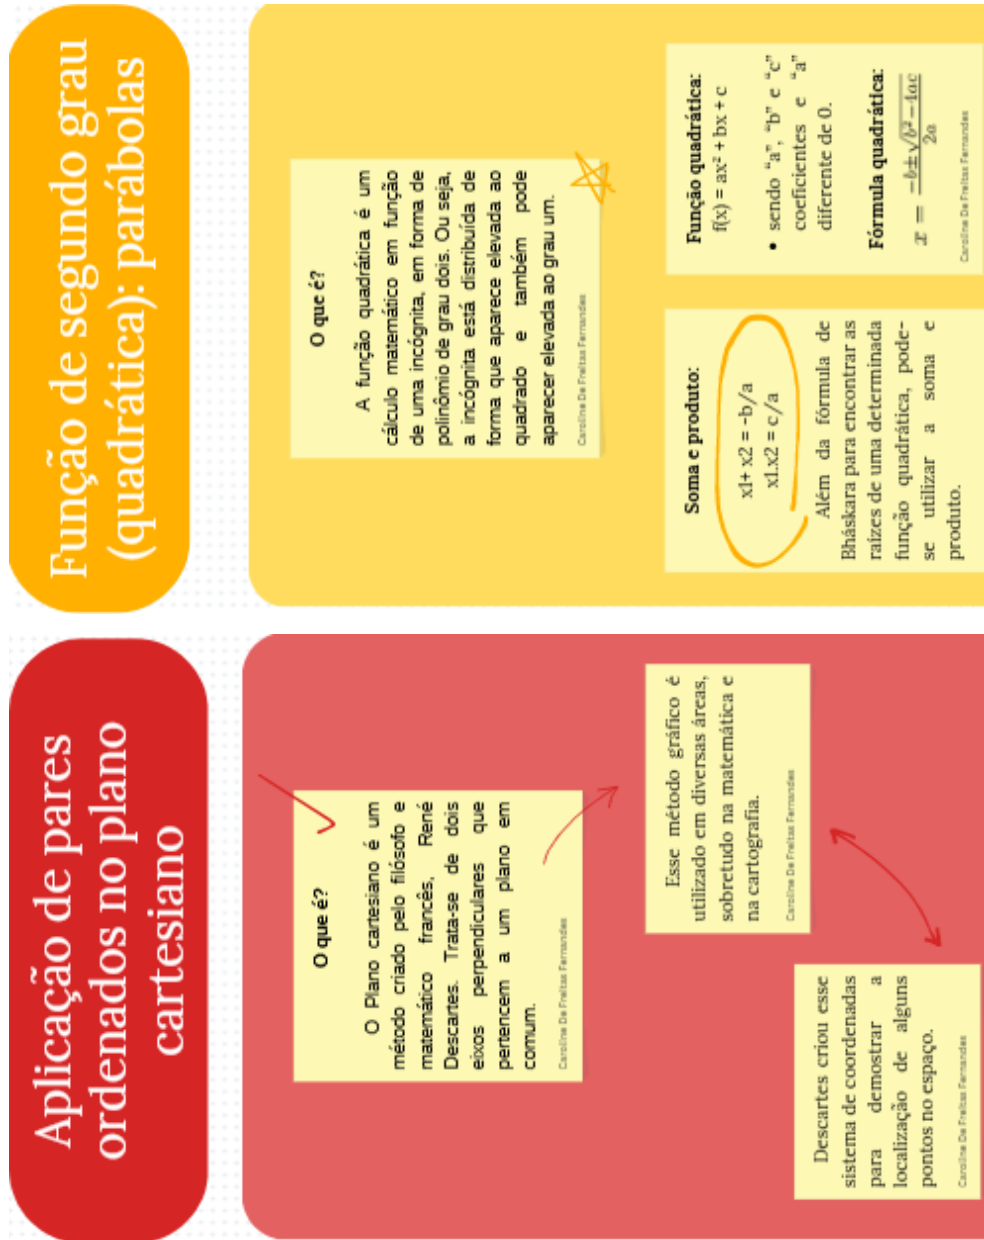 Aplicação de pares
ordenados no plano
cartesiano
O que é?
O Plano cartesiano é um
método criado pelo filósofo e
matemático francês, René
Descartes. Trata-se de dois
eixos perpendiculares que
pertencem a um plano em
comum.
Caroline De Freitas Fernandes
Esse método gráfico é
utilizado em diversas áreas,
sobretudo na matemática e
na cartografia.
Caroline De Freitas Fernandes
Descartes criou esse
sistema de coordenadas
para demostrar a
localização de alguns
pontos no espaço.
Caroline De Freitas Fernandes
Função de segundo grau
(quadrática): parábolas
O que é?
A função quadrática é um
cálculo matemático em função
de uma incógnita, em forma de
polinômio de grau dois. Ou seja,
a incógnita está distribuída de
forma que aparece elevada ao
quadrado e também pode
aparecer elevada ao grau um.
Caroline De Freitas Fernandes
Soma e produto:
x1+ x2 = -b/a
x1.x2 = c/a
Além da fórmula de
Bháskara para encontrar as
raízes de uma determinada
função quadrática, pode-
se utilizar a soma e
produto.
Função quadrática:
f(x) = ax² + bx + c
• sendo "a", "b" e "c"
coeficientes e "a"
diferente de 0.
Fórmula quadrática:
x = −b±√b²−4ac
2a
Caroline De Freitas Fernandes